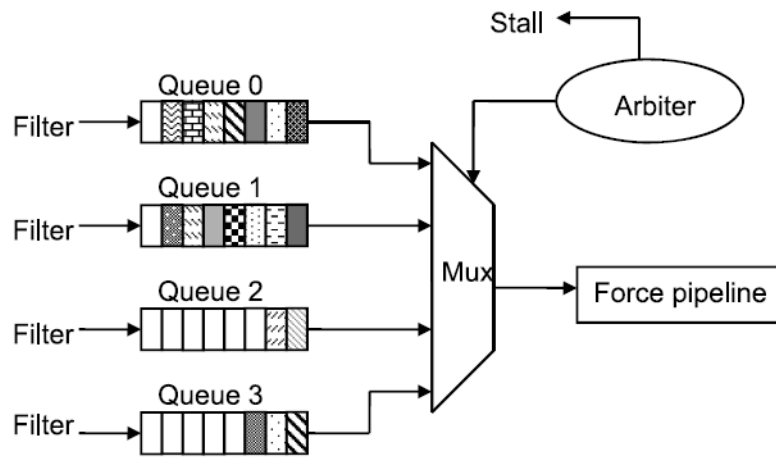 Stall
Queue 0
Arbiter
Filter
Queue 1
Filter
Mux
Queue 2
Force pipeline
Filter
Queue 3
Filter